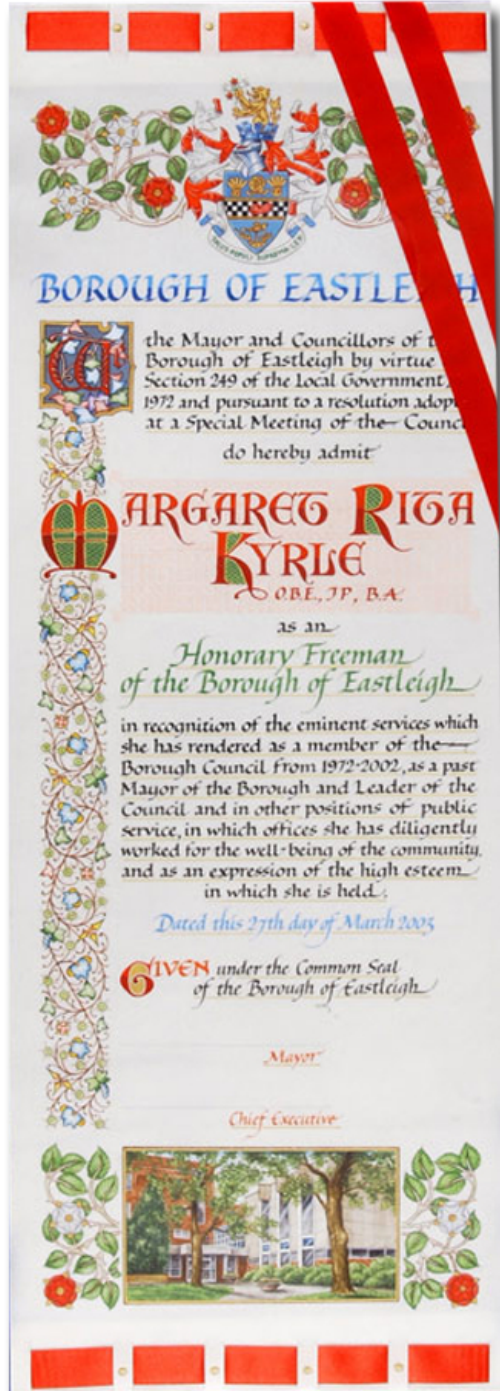 SALUS POPULI SUPREMA LEX
BOROUGH OF EASTLEIGH
We the Mayor and Councillors of
Borough of Eastleigh by virtue
Section 249 of the Local Government
1972 and pursuant to a resolution
at a Special Meeting of the
do hereby admit
MARGARET RITA
KYRLE
O.B.E., J.P., B.A.
as an
Honorary Freeman
of the Borough of Eastleigh
in recognition of the eminent services which
she has rendered as a member of the
Borough Council from 1972-2002, as a past
Mayor of the Borough and Leader of the
Council and in other positions of public
service, in which offices she has diligently
worked for the well-being of the community,
and as an expression of the high esteem
in which she is held.
Dated this 27th day of March 2003
GIVEN under the Common Seal
of the Borough of Eastleigh
Mayor
Chief Executive